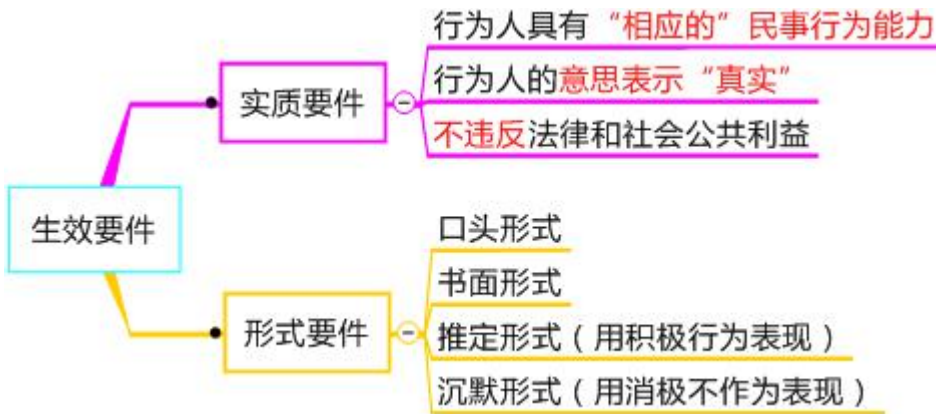 生效要件
实质要件
行为人具有“相应的”民事行为能力
行为人的意思表示“真实”
不违反法律和社会公共利益
形式要件
口头形式
书面形式
推定形式（用积极行为表现）
沉默形式（用消极不作为表现）